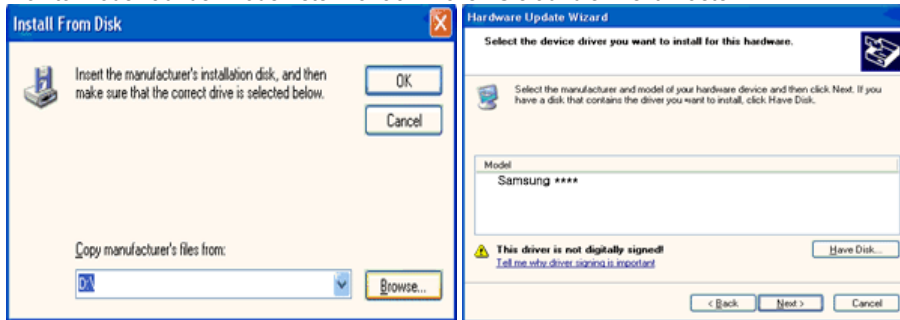 Install From Disk
Insert the manufacturer's installation disk, and then
make sure that the correct drive is selected below.
OK
Cancel
Copy manufacturer's files from:
D:\
Browse...
Hardware Update Wizard
Select the device driver you want to install for this hardware.
Select the manufacturer and model of your hardware device and then click Next. If you
have a disk that contains the driver you want to install, click Have Disk.
Model
Samsung ****
This driver is not digitally signed!
Tell me why driver signing is important
Have Disk...
< Back
Next >
Cancel